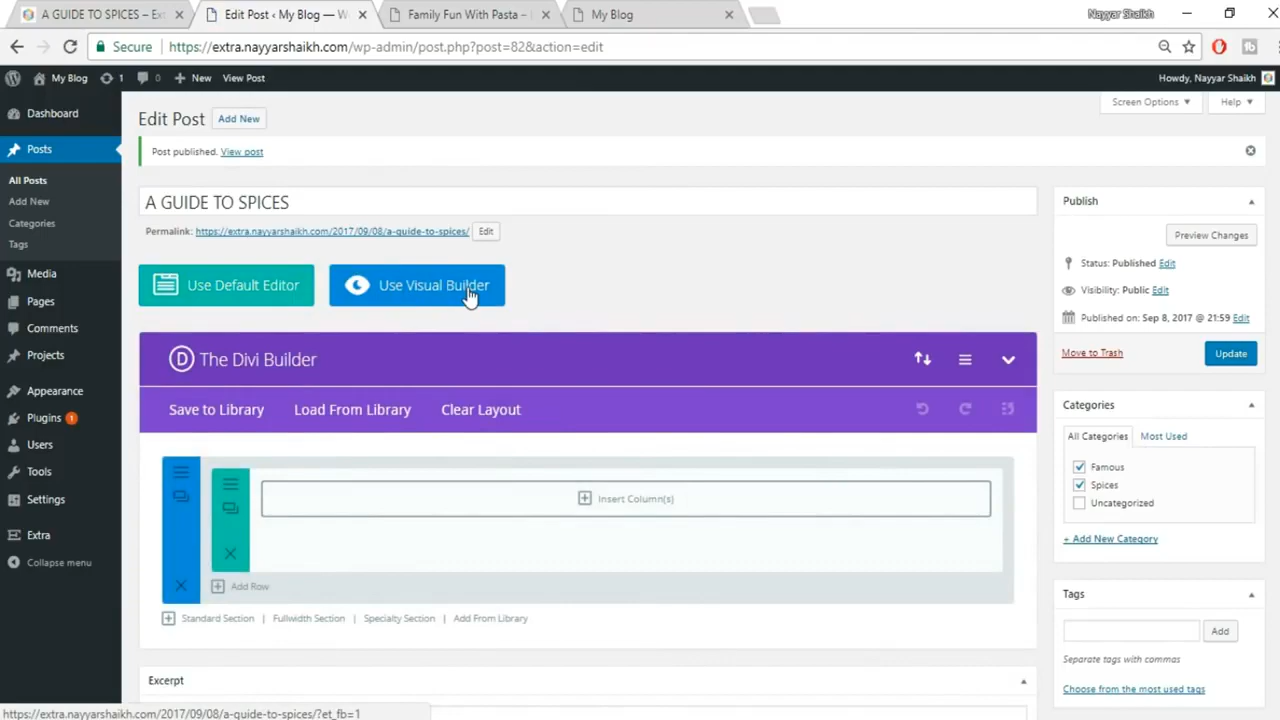 A GUIDE TO SPICES – Ex
Edit Post ‹ My Blog — W
Family Fun With Pasta –
My Blog
Nayyar Shaikh
Secure
https://extra.nayyarshaikh.com/wp-admin/post.php?post=82&action=edit
My Blog
1
0
New
View Post
Howdy, Nayyar Shaikh
Dashboard
Posts
All Posts
Add New
Categories
Tags
Media
Pages
Comments
Projects
Appearance
Plugins 1
Users
Tools
Settings
Extra
Collapse menu
Screen Options
Help
Edit Post
Add New
Post published. View post
A GUIDE TO SPICES
Permalink: https://extra.nayyarshaikh.com/2017/09/08/a-guide-to-spices/ Edit
Use Default Editor
Use Visual Builder
D The Divi Builder
Save to Library
Load From Library
Clear Layout
Insert Column(s)
Add Row
Standard Section | Fullwidth Section | Specialty Section | Add From Library
Excerpt
Publish
Preview Changes
Status: Published Edit
Visibility: Public Edit
Published on: Sep 8, 2017 @ 21:59 Edit
Move to Trash
Update
Categories
All Categories
Most Used
Famous
Spices
Uncategorized
+ Add New Category
Tags
Add
Separate tags with commas
Choose from the most used tags
https://extra.nayyarshaikh.com/2017/09/08/a-guide-to-spices/?et_fb=1